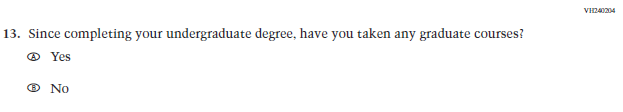 VH240204
13. Since completing your undergraduate degree, have you taken any graduate courses?
Ⓐ Yes
Ⓑ No